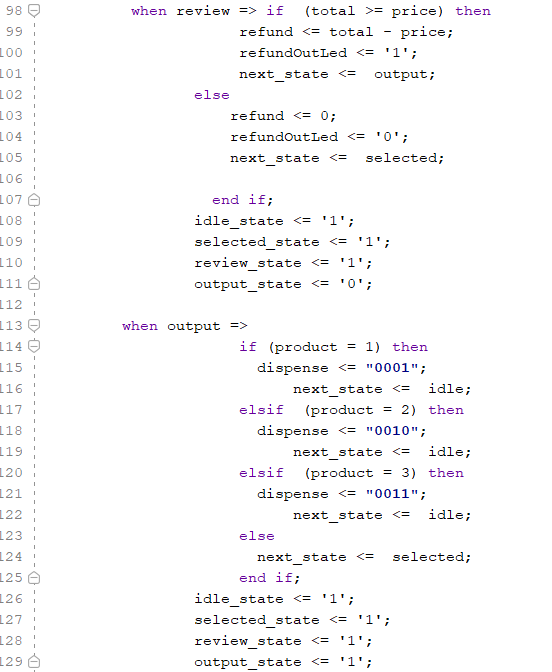 98 when review => if (total >= price) then
99 refund <= total - price;
100 refundOutLed <= '1';
101 next_state <= output;
102 else
103 refund <= 0;
104 refundOutLed <= '0';
105 next_state <= selected;
106
107 end if;
108 idle_state <= '1';
109 selected_state <= '1';
110 review_state <= '1';
111 output_state <= '0';
112
113 when output =>
114 if (product = 1) then
115 dispense <= "0001";
116 next_state <= idle;
117 elsif (product = 2) then
118 dispense <= "0010";
119 next_state <= idle;
120 elsif (product = 3) then
121 dispense <= "0011";
122 next_state <= idle;
123 else
124 next_state <= selected;
125 end if;
126 idle_state <= '1';
127 selected_state <= '1';
128 review_state <= '1';
129 output_state <= '1';